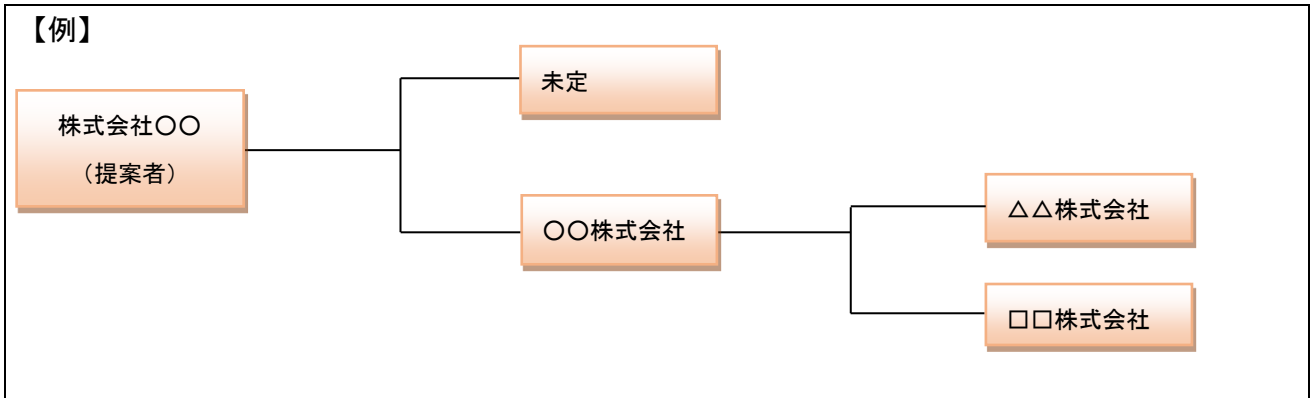 【例】
株式会社〇〇
（提案者）
未定
〇〇株式会社
△△株式会社
□□株式会社